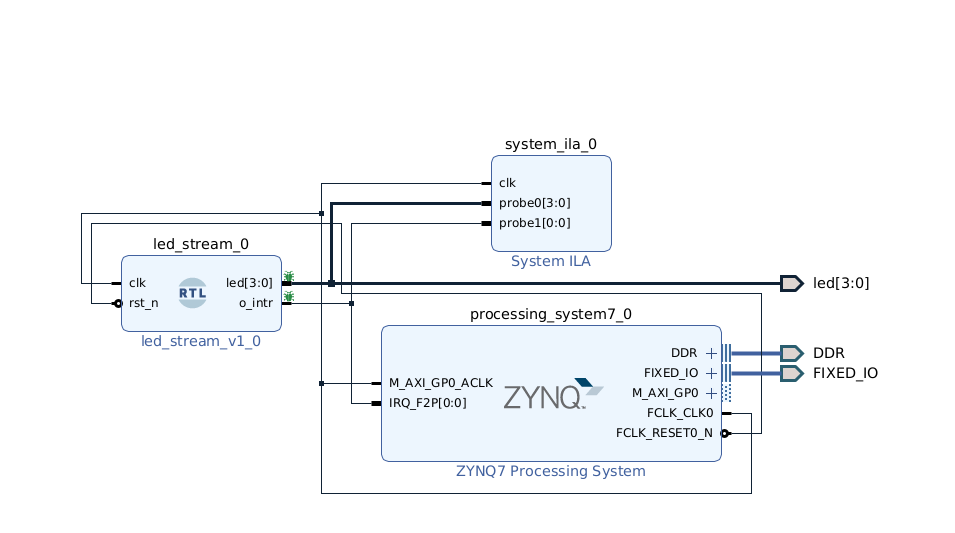 system_ila_0
clk
probe0[3:0]
probe1[0:0]
System ILA
led_stream_0
clk
rst_n
RTL
led[3:0]
o_intr
led_stream_v1_0
led[3:0]
processing_system7_0
M_AXI_GP0_ACLK
IRQ_F2P[0:0]
ZYNQ
DDR
FIXED_IO
M_AXI_GP0
FCLK_CLK0
FCLK_RESET0_N
ZYNQ7 Processing System
DDR
FIXED_IO